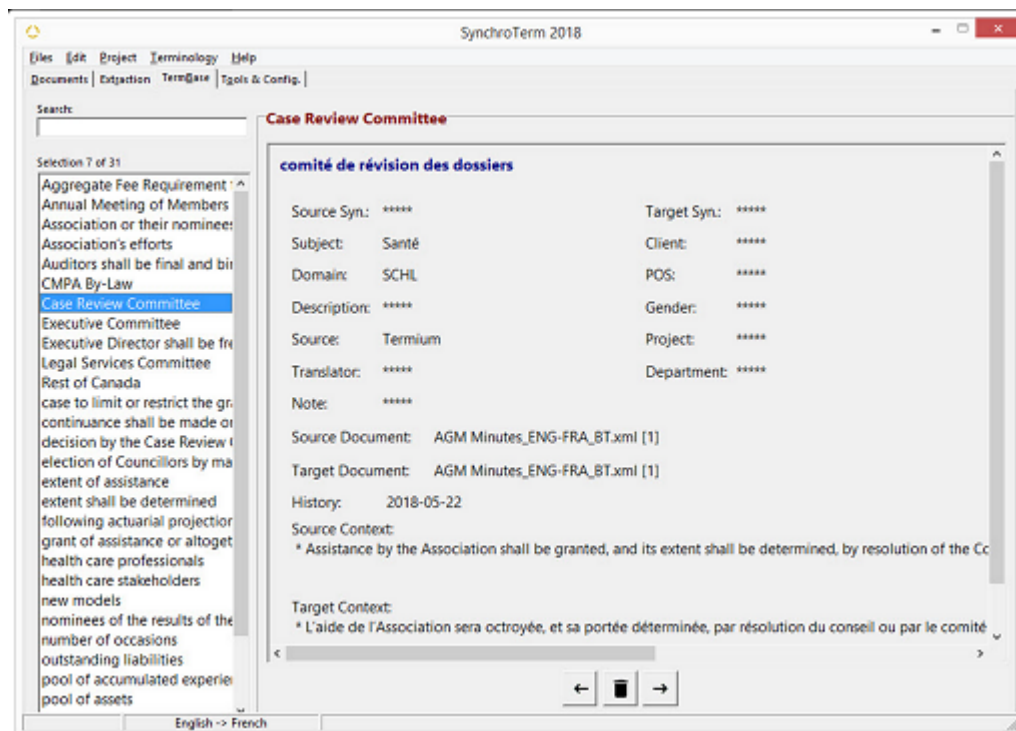 SynchroTerm 2018
Files Edit Project Terminology Help
Documents Extraction TermBase Tools & Config.
Search:
Selection 7 of 31
Aggregate Fee Requirement
Annual Meeting of Members
Association or their nominees
Association's efforts
Auditors shall be final and bin
CMPA By-Law
Case Review Committee
Executive Committee
Executive Director shall be fre
Legal Services Committee
Rest of Canada
case to limit or restrict the gr
continuance shall be made or
decision by the Case Review
election of Councillors by ma
extent of assistance
extent shall be determined
following actuarial projection
grant of assistance or altoget
health care professionals
health care stakeholders
new models
nominees of the results of the
number of occasions
outstanding liabilities
pool of accumulated experie
pool of assets
Case Review Committee
comité de révision des dossiers
Source Syn.: ***** Target Syn.: *****
Subject: Santé Client: *****
Domain: SCHL POS: *****
Description: ***** Gender: *****
Source: Termium Project: *****
Translator: ***** Department: *****
Note: *****
Source Document: AGM Minutes_ENG-FRA_BT.xml [1]
Target Document: AGM Minutes_ENG-FRA_BT.xml [1]
History: 2018-05-22
Source Context:
* Assistance by the Association shall be granted, and its extent shall be determined, by resolution of the Cc
Target Context:
* L'aide de l'Association sera octroyée, et sa portée déterminée, par résolution du conseil ou par le comité
English -> French